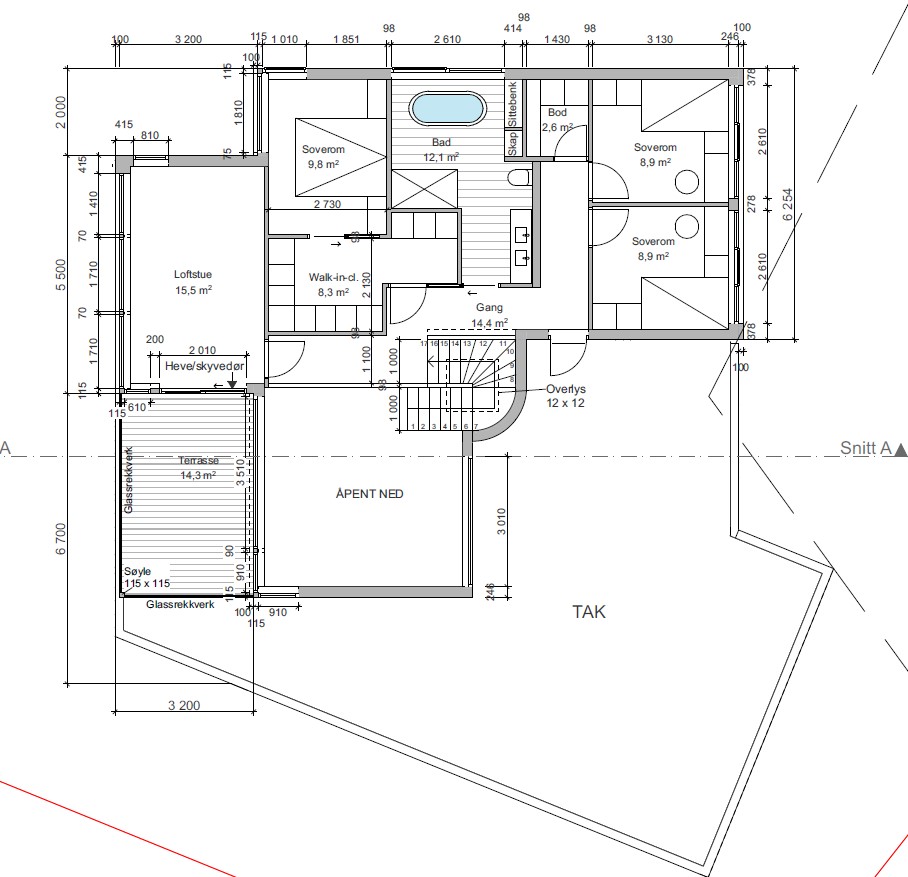 98
414
98
100
100
3 200
115
1 010
1 851
98
2 610
1 430
3 130
246
100
115
378
2 000
1 810
Sittebenk
Bod
2,6 m²
2 610
415
810
Skap
Bad
12,1 m²
Soverom
9,8 m²
Soverom
8,9 m²
75
415
1 410
2 730
278
6 254
70
98
Soverom
8,9 m²
5 500
1 710
Loftstue
15,5 m²
Walk-in-cl.
8,3 m²
2 130
2 610
70
Gang
14,4 m²
98
378
200
2 010
1 710
1 100
1 000
17 16 15 14 13 12 11
10
9
8
Heve/skyvedør
100
115
98
Overlys
12 x 12
115
610
1 000
1 2 3 4 5 6 7
A
Snitt A
Glassrekkverk
Terrasse
14,3 m²
3 510
ÅPENT NED
3 010
6 700
90
Søyle
115 x 115
910
115
246
Glassrekkverk
100
910
115
TAK
3 200